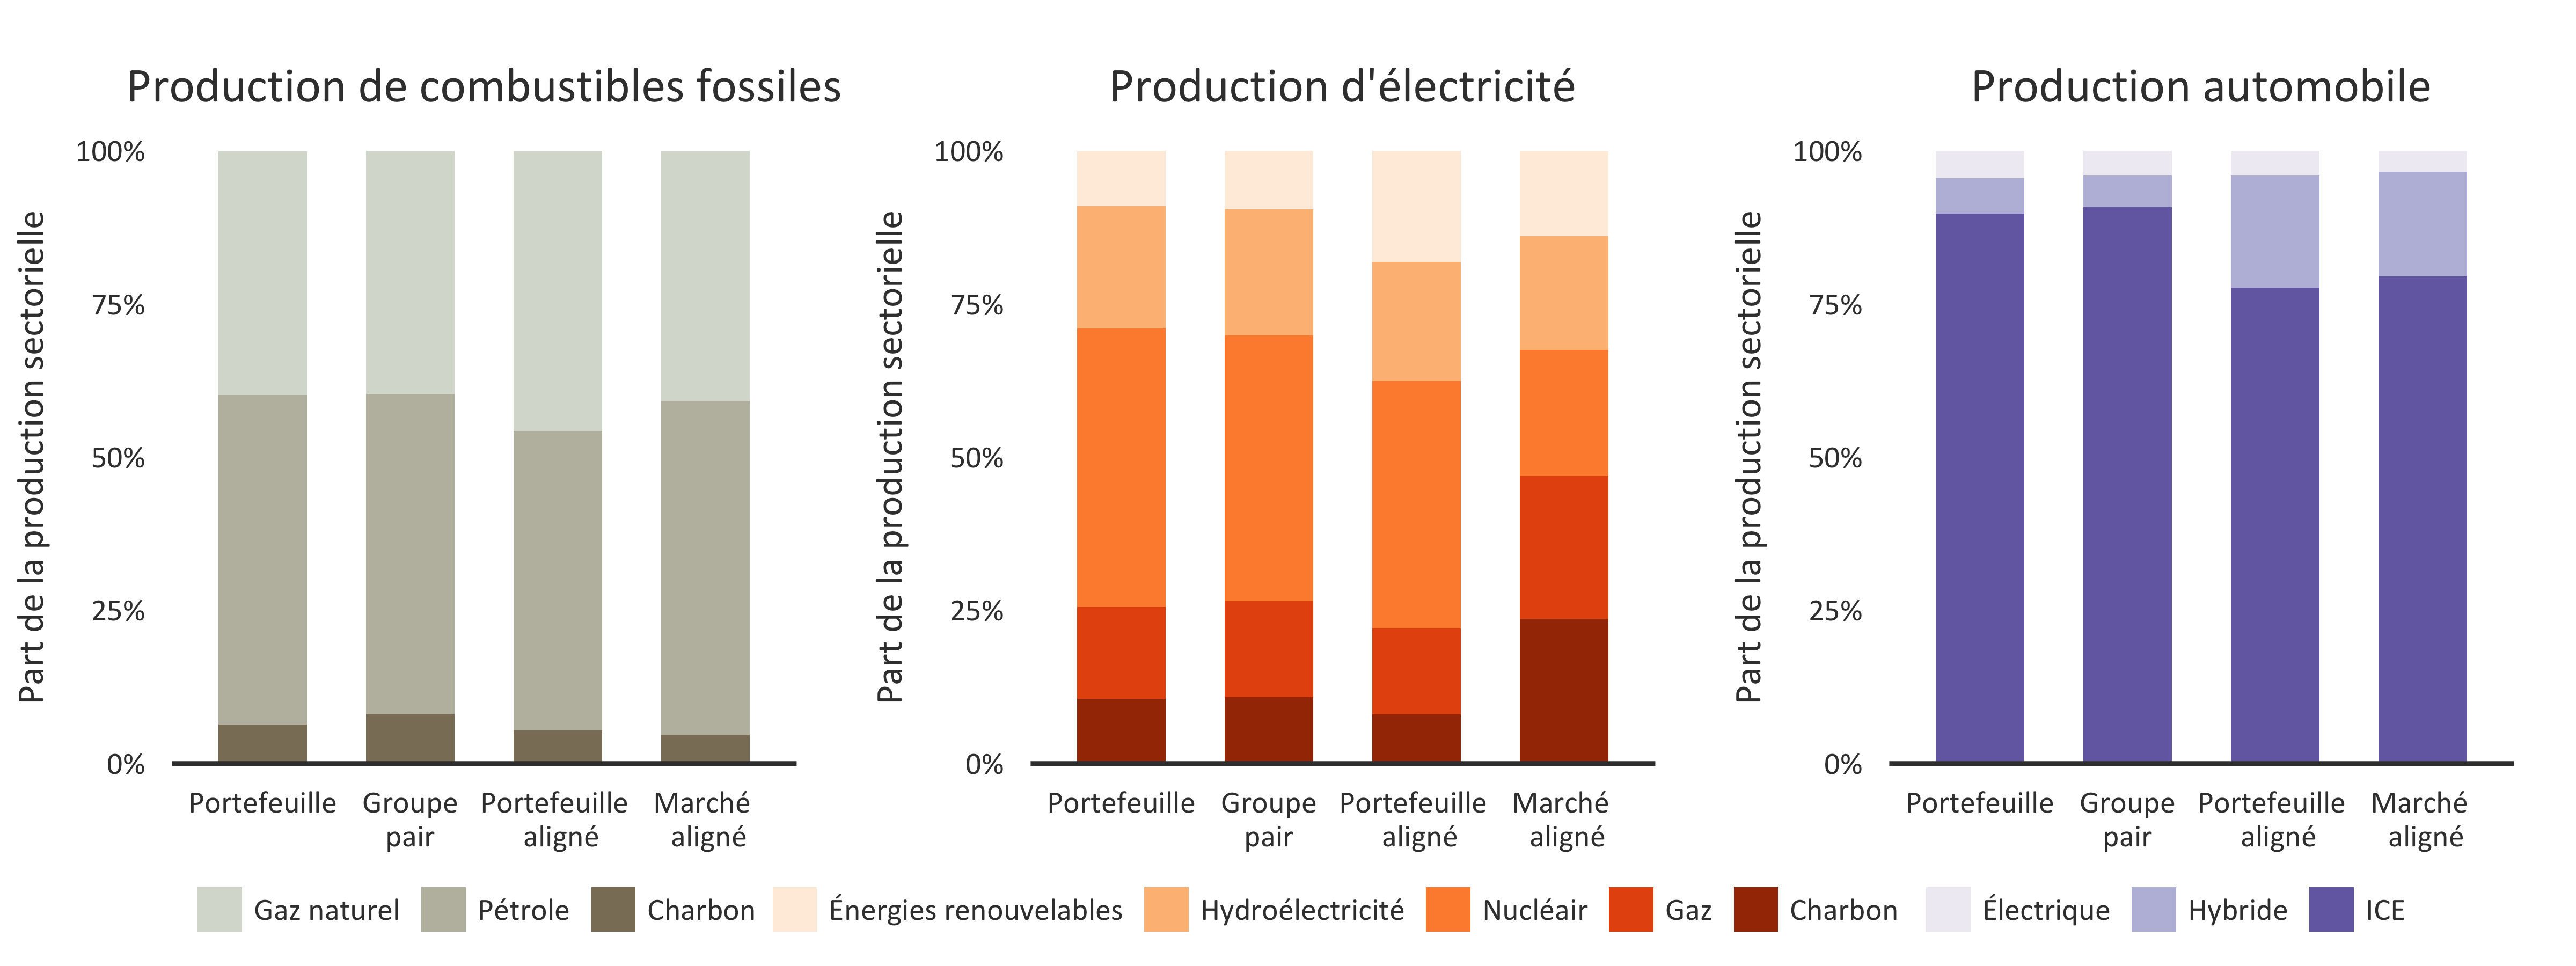 Production de combustibles fossiles
Part de la production sectorielle
100%
75%
50%
25%
0%
Portefeuille
Groupe
pair
Portefeuille
aligné
Marché
aligné
Production d'électricité
Part de la production sectorielle
100%
75%
50%
25%
0%
Portefeuille
Groupe
pair
Portefeuille
aligné
Marché
aligné
Production automobile
Part de la production sectorielle
100%
75%
50%
25%
0%
Portefeuille
Groupe
pair
Portefeuille
aligné
Marché
aligné
Gaz naturel
Pétrole
Charbon
Énergies renouvelables
Hydroélectricité
Nucléair
Gaz
Charbon
Électrique
Hybride
ICE